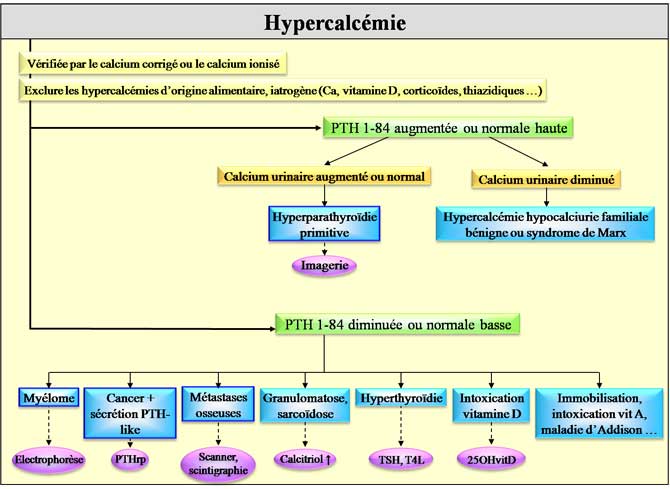 Hypercalcémie
Vérifiée par le calcium corrigé ou le calcium ionisé
Exclure les hypercalcémies d'origine alimentaire, iatrogène (Ca, vitamine D, corticoïdes, thiazidiques …)
PTH 1-84 augmentée ou normale haute
Calcium urinaire augmenté ou normal
Calcium urinaire diminué
Hyperparathyroïdie
primitive
Hypercalcémie hypocalciurie familiale
bénigne ou syndrome de Marx
Imagerie
PTH 1-84 diminuée ou normale basse
Myélome
Cancer +
sécrétion PTH-
like
Métastases
osseuses
Granulomatose,
sarcoïdose
Hyperthyroïdie
Intoxication
vitamine D
Immobilisation,
intoxication vit A,
maladie d'Addison …
Electrophorèse
PTHrp
Scanner,
scintigraphie
Calcitriol ↑
TSH, T4L
25OHvitD